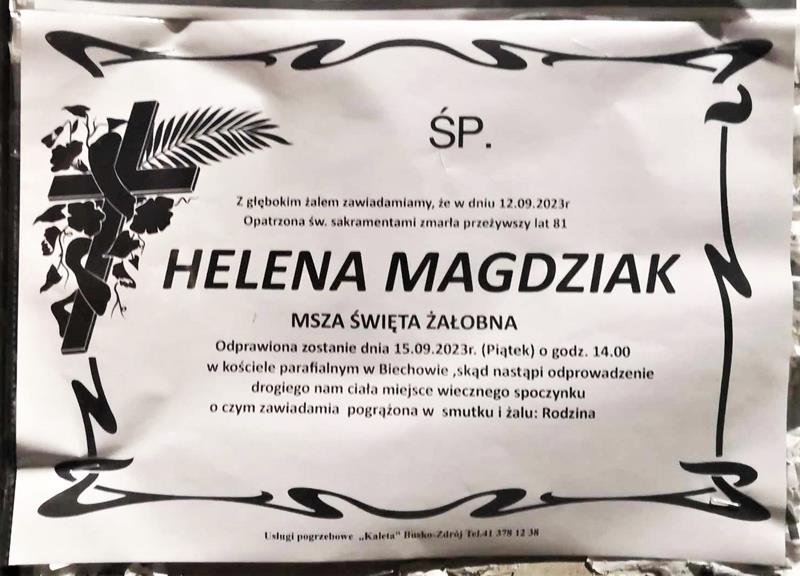 ŚP.
Z głębokim żalem zawiadamiamy, że w dniu 12.09.2023r
Opatrzona św. sakramentami zmarła przeżywszy lat 81
HELENA MAGDZIAK
MSZA ŚWIĘTA ŻAŁOBNA
Odprawiona zostanie dnia 15.09.2023r. (Piątek) o godz. 14.00
w kościele parafialnym w Biechowie ,skąd nastąpi odprowadzenie
drogiego nam ciała miejsce wiecznego spoczynku
o czym zawiadamia pogrążona w smutku i żalu: Rodzina
Usługi pogrzebowe „Kaleta" Busko-Zdrój Tel.41 378 12 38